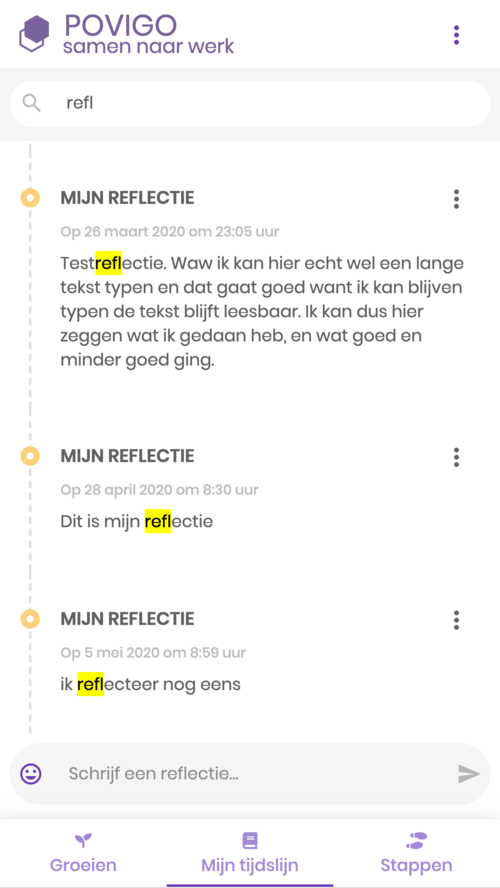 POVIGO
samen naar werk
refl
MIJN REFLECTIE
Op 26 maart 2020 om 23:05 uur
Testreflectie. Waw ik kan hier echt wel een lange
tekst typen en dat gaat goed want ik kan blijven
typen de tekst blijft leesbaar. Ik kan dus hier
zeggen wat ik gedaan heb, en wat goed en
minder goed ging.
MIJN REFLECTIE
Op 28 april 2020 om 8:30 uur
Dit is mijn reflectie
MIJN REFLECTIE
Op 5 mei 2020 om 8:59 uur
ik reflecteer nog eens
Schrijf een reflectie...
Groeien
Mijn tijdslijn
Stappen